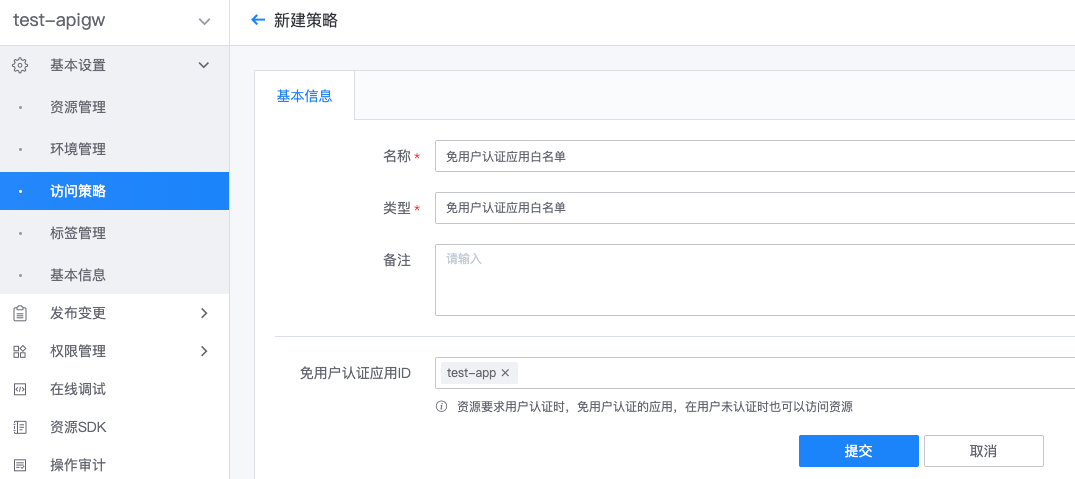 test-apigw
新建策略
基本设置
资源管理
环境管理
访问策略
标签管理
基本信息
发布变更
权限管理
在线调试
资源SDK
操作审计
基本信息
名称 *
免用户认证应用白名单
类型 *
免用户认证应用白名单
备注
请输入
免用户认证应用ID
test-app ×
资源要求用户认证时，免用户认证的应用，在用户未认证时也可以访问资源
提交
取消